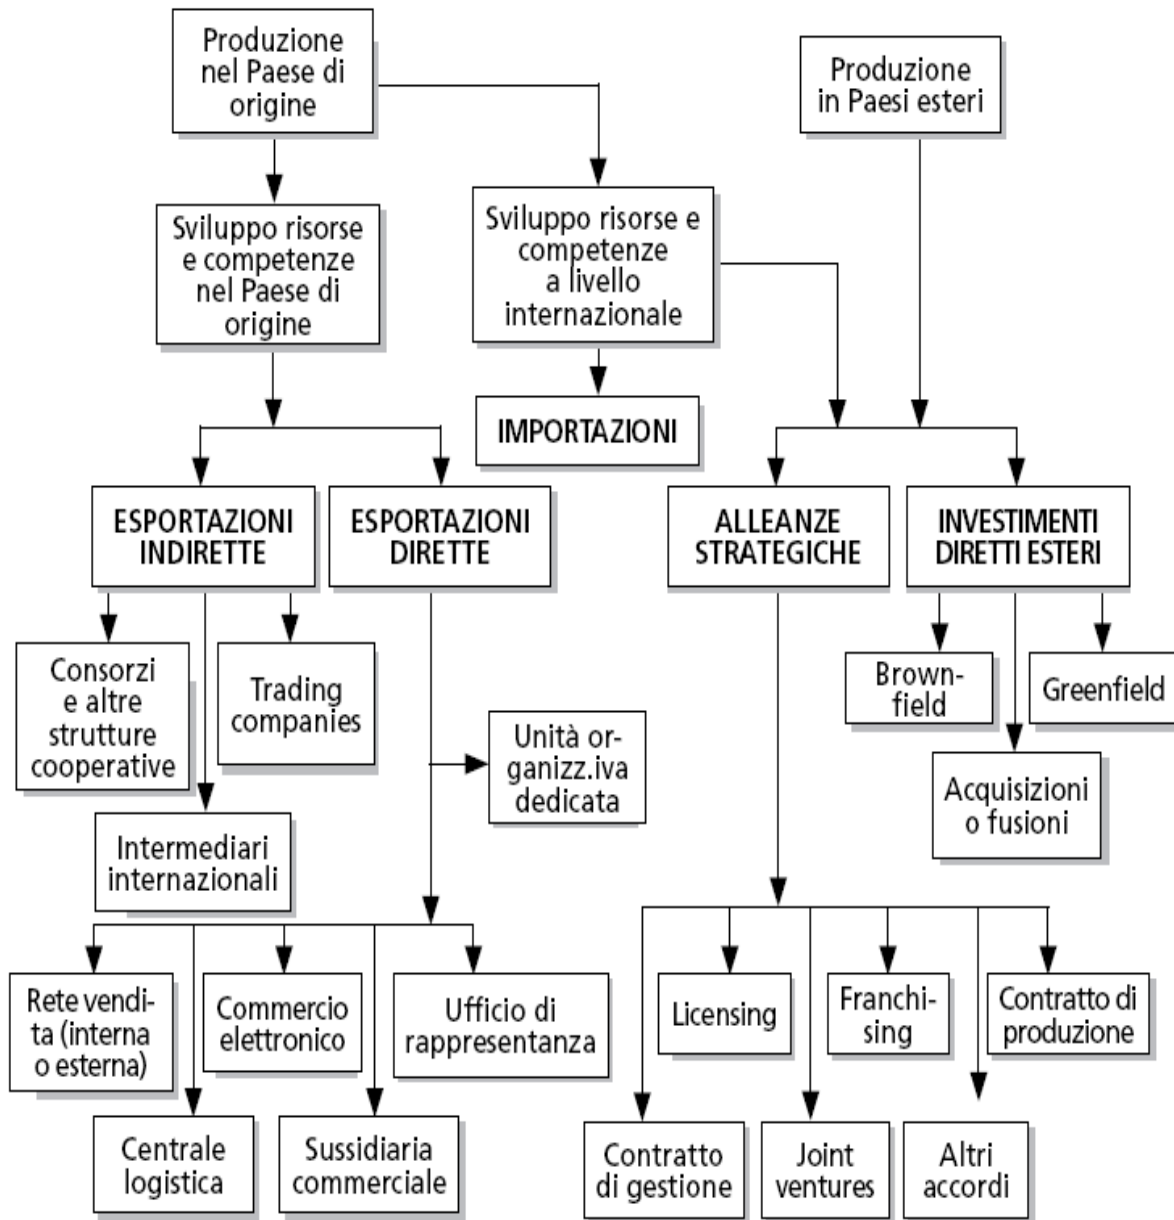 Produzione
nel Paese di
origine
Produzione
in Paesi esteri
Sviluppo risorse
e competenze
nel Paese di
origine
Sviluppo risorse e
competenze
a livello
internazionale
IMPORTAZIONI
ESPORTAZIONI
INDIRETTE
ESPORTAZIONI
DIRETTE
ALLEANZE
STRATEGICHE
INVESTIMENTI
DIRETTI ESTERI
Consorzi
e altre
strutture
cooperative
Trading
companies
Brown-
field
Greenfield
Unità or-
ganizz.iva
dedicata
Acquisizioni
o fusioni
Intermediari
internazionali
Rete vendi-
ta (interna
o esterna)
Commercio
elettronico
Ufficio di
rappresentanza
Licensing
Franchi-
sing
Contratto di
produzione
Centrale
logistica
Sussidiaria
commerciale
Contratto
di gestione
Joint
ventures
Altri
accordi